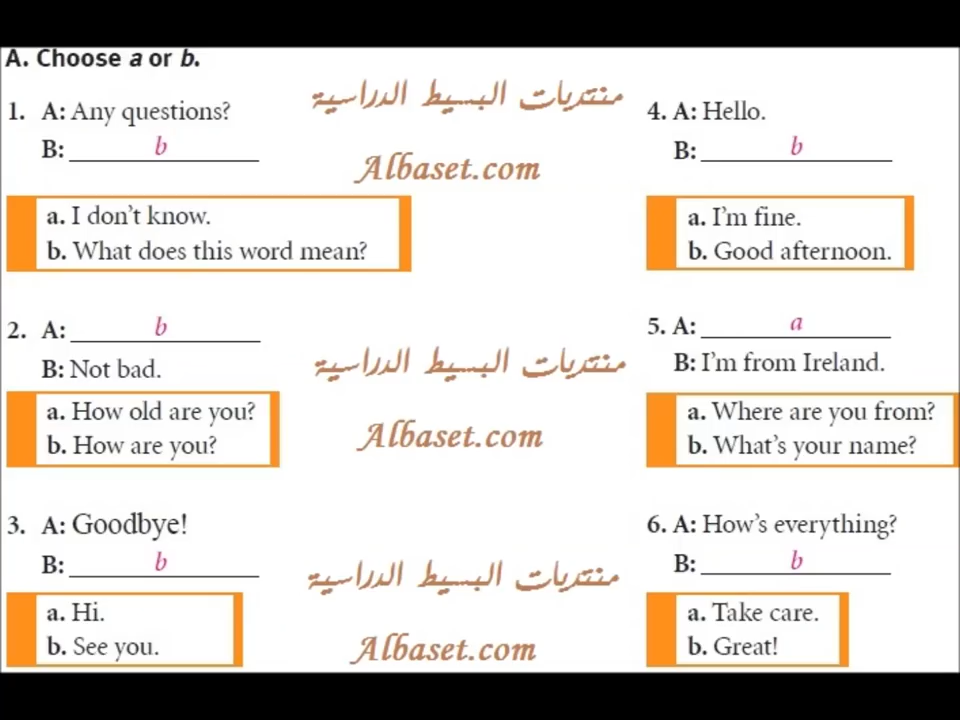 A. Choose a or b.
منتديات البسيط الدراسية
Albaset.com
1. A: Any questions?
B: b
a. I don't know.
b. What does this word mean?
2. A: b
B: Not bad.
a. How old are you?
b. How are you?
منتديات البسيط الدراسية
Albaset.com
3. A: Goodbye!
B: b
a. Hi.
b. See you.
منتديات البسيط الدراسية
Albaset.com
4. A: Hello.
B: b
a. I'm fine.
b. Good afternoon.
5. A: a
B: I'm from Ireland.
a. Where are you from?
b. What's your name?
6. A: How's everything?
B: b
a. Take care.
b. Great!